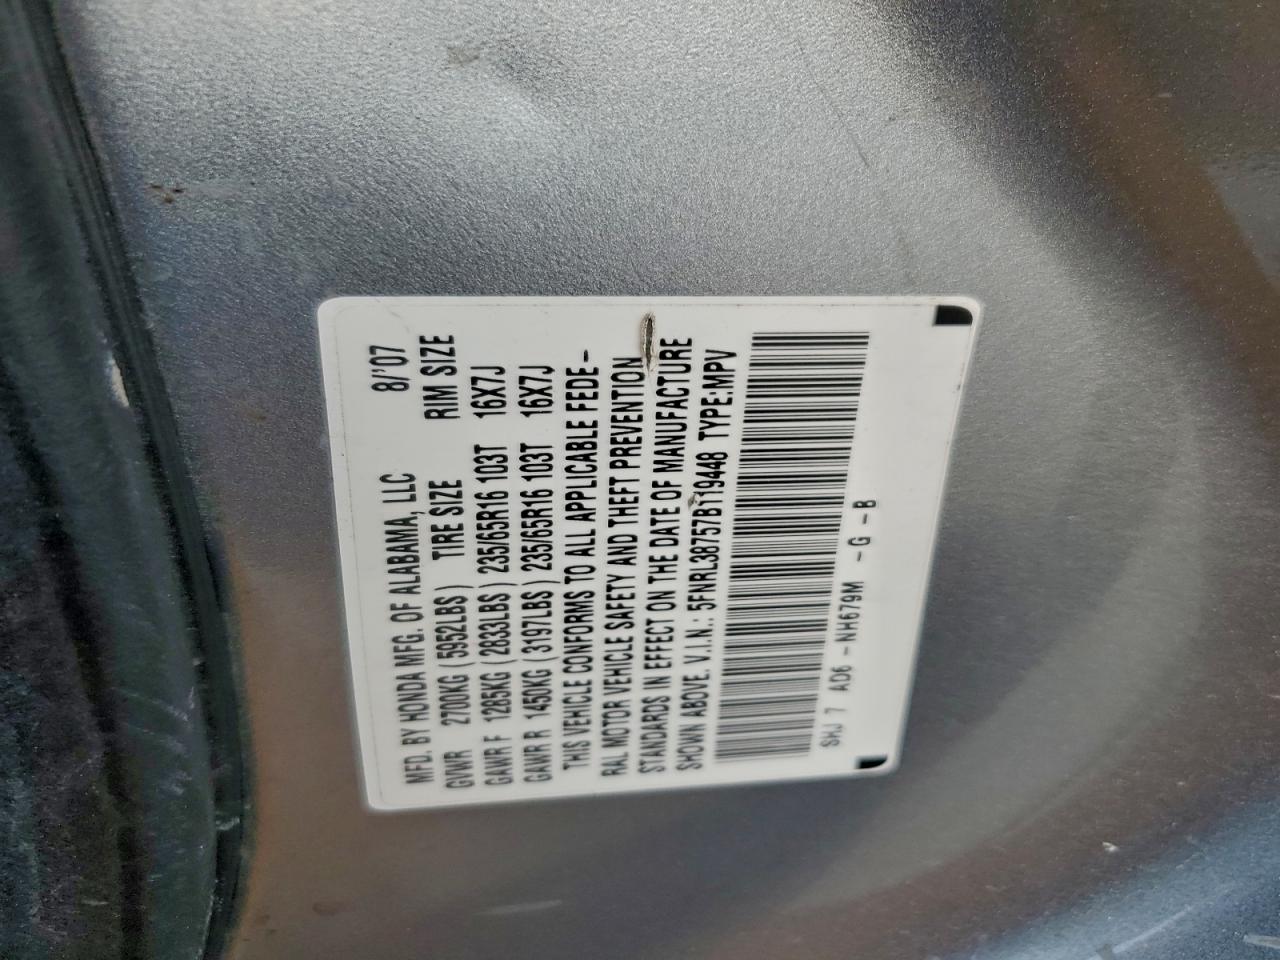 MFD. BY HONDA MFG. OF ALABAMA, LLC 8/'07
GVWR 2700KG (5952LBS) TIRE SIZE RIM SIZE
GAWR F 1285KG (2833LBS) 235/65R16 103T 16X7J
GAWR R 1450KG (3197LBS) 235/65R16 103T 16X7J
THIS VEHICLE CONFORMS TO ALL APPLICABLE FEDE-
RAL MOTOR VEHICLE SAFETY AND THEFT PREVENTION
STANDARDS IN EFFECT ON THE DATE OF MANUFACTURE
SHOWN ABOVE. V.I.N.: 5FNRL38757B119448 TYPE:MPV
SHJ 7 AD6 -NH679M -G -B